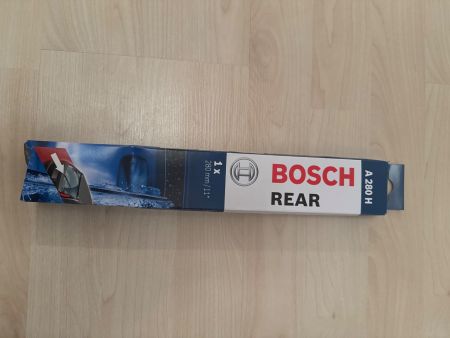 1 x
280 mm / 11"
BOSCH
REAR
A 280 H